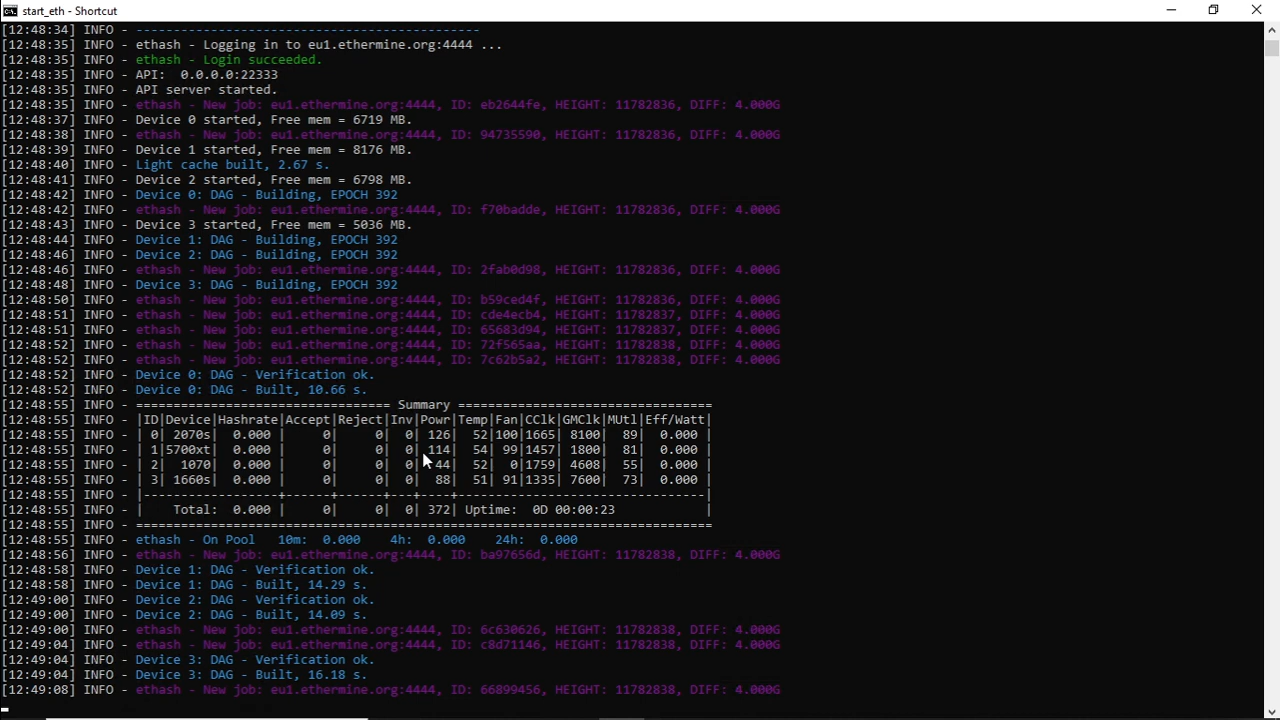 start_eth - Shortcut
[12:48:34] INFO - ----------------------------------------------
[12:48:35] INFO - ethash - Logging in to eu1.ethermine.org:4444 ...
[12:48:35] INFO - ethash - Login succeeded.
[12:48:35] INFO - API:  0.0.0.0:22333
[12:48:35] INFO - API server started.
[12:48:35] INFO - ethash - New job: eu1.ethermine.org:4444, ID: eb2644fe, HEIGHT: 11782836, DIFF: 4.000G
[12:48:37] INFO - Device 0 started, Free mem = 6719 MB.
[12:48:38] INFO - ethash - New job: eu1.ethermine.org:4444, ID: 94735590, HEIGHT: 11782836, DIFF: 4.000G
[12:48:39] INFO - Device 1 started, Free mem = 8176 MB.
[12:48:40] INFO - Light cache built, 2.67 s.
[12:48:41] INFO - Device 2 started, Free mem = 6798 MB.
[12:48:42] INFO - Device 0: DAG - Building, EPOCH 392
[12:48:42] INFO - ethash - New job: eu1.ethermine.org:4444, ID: f70badde, HEIGHT: 11782836, DIFF: 4.000G
[12:48:43] INFO - Device 3 started, Free mem = 5036 MB.
[12:48:44] INFO - Device 1: DAG - Building, EPOCH 392
[12:48:44] INFO - Device 2: DAG - Building, EPOCH 392
[12:48:46] INFO - ethash - New job: eu1.ethermine.org:4444, ID: 2fab0d98, HEIGHT: 11782836, DIFF: 4.000G
[12:48:48] INFO - Device 3: DAG - Building, EPOCH 392
[12:48:50] INFO - ethash - New job: eu1.ethermine.org:4444, ID: b59ced4f, HEIGHT: 11782836, DIFF: 4.000G
[12:48:51] INFO - ethash - New job: eu1.ethermine.org:4444, ID: cde4ecb4, HEIGHT: 11782837, DIFF: 4.000G
[12:48:51] INFO - ethash - New job: eu1.ethermine.org:4444, ID: 65683d94, HEIGHT: 11782837, DIFF: 4.000G
[12:48:52] INFO - ethash - New job: eu1.ethermine.org:4444, ID: 72f565aa, HEIGHT: 11782838, DIFF: 4.000G
[12:48:52] INFO - ethash - New job: eu1.ethermine.org:4444, ID: 7c62b5a2, HEIGHT: 11782838, DIFF: 4.000G
[12:48:52] INFO - Device 0: DAG - Verification ok.
[12:48:52] INFO - Device 0: DAG - Built, 10.66 s.
[12:48:55] INFO - ================================== Summary ==================================
[12:48:55] INFO - |ID|Device|Hashrate|Accept|Reject|Inv|Powr|Temp|Fan|CClk|GMClk|MUtl|Eff/Watt|
[12:48:55] INFO - | 0| 2070s|  0.000 |     0|     0|  0| 126|  52|100|1665| 8100|  89|  0.000 |
[12:48:55] INFO - | 1|5700xt|  0.000 |     0|     0|  0| 114|  54| 99|1457| 1800|  81|  0.000 |
[12:48:55] INFO - | 2|  1070|  0.000 |     0|     0|  0|  44|  52|  0|1759| 4608|  55|  0.000 |
[12:48:55] INFO - | 3| 1660s|  0.000 |     0|     0|  0|  88|  51| 91|1335| 7600|  73|  0.000 |
[12:48:55] INFO - |------------------+------+------+---+----+---------------------------------|
[12:48:55] INFO - |    Total:  0.000 |     0|     0|  0| 372| Uptime:  0D 00:00:23            |
[12:48:55] INFO - =============================================================================
[12:48:55] INFO - ethash - On Pool   10m:  0.000    4h:  0.000    24h:  0.000
[12:48:56] INFO - ethash - New job: eu1.ethermine.org:4444, ID: ba97656d, HEIGHT: 11782838, DIFF: 4.000G
[12:48:58] INFO - Device 1: DAG - Verification ok.
[12:48:58] INFO - Device 1: DAG - Built, 14.29 s.
[12:49:00] INFO - Device 2: DAG - Verification ok.
[12:49:00] INFO - Device 2: DAG - Built, 14.09 s.
[12:49:00] INFO - ethash - New job: eu1.ethermine.org:4444, ID: 6c630626, HEIGHT: 11782838, DIFF: 4.000G
[12:49:04] INFO - ethash - New job: eu1.ethermine.org:4444, ID: c8d71146, HEIGHT: 11782838, DIFF: 4.000G
[12:49:04] INFO - Device 3: DAG - Verification ok.
[12:49:04] INFO - Device 3: DAG - Built, 16.18 s.
[12:49:08] INFO - ethash - New job: eu1.ethermine.org:4444, ID: 66899456, HEIGHT: 11782838, DIFF: 4.000G